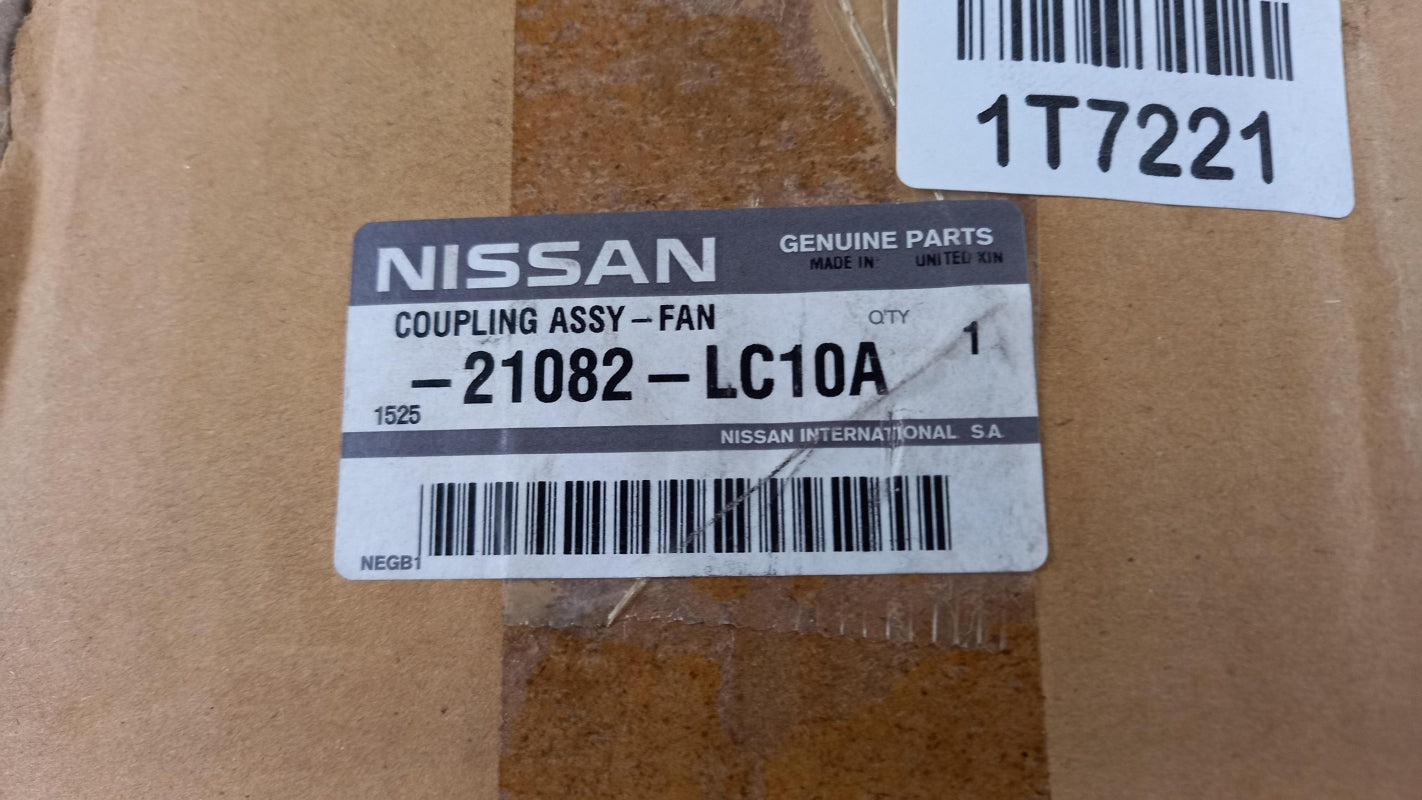 1T7221
NISSAN
GENUINE PARTS
MADE IN: UNITED KIN
COUPLING ASSY – FAN
Q'TY 1
– 21082 – LC10A
1525
NISSAN INTERNATIONAL S.A.
NEGB1